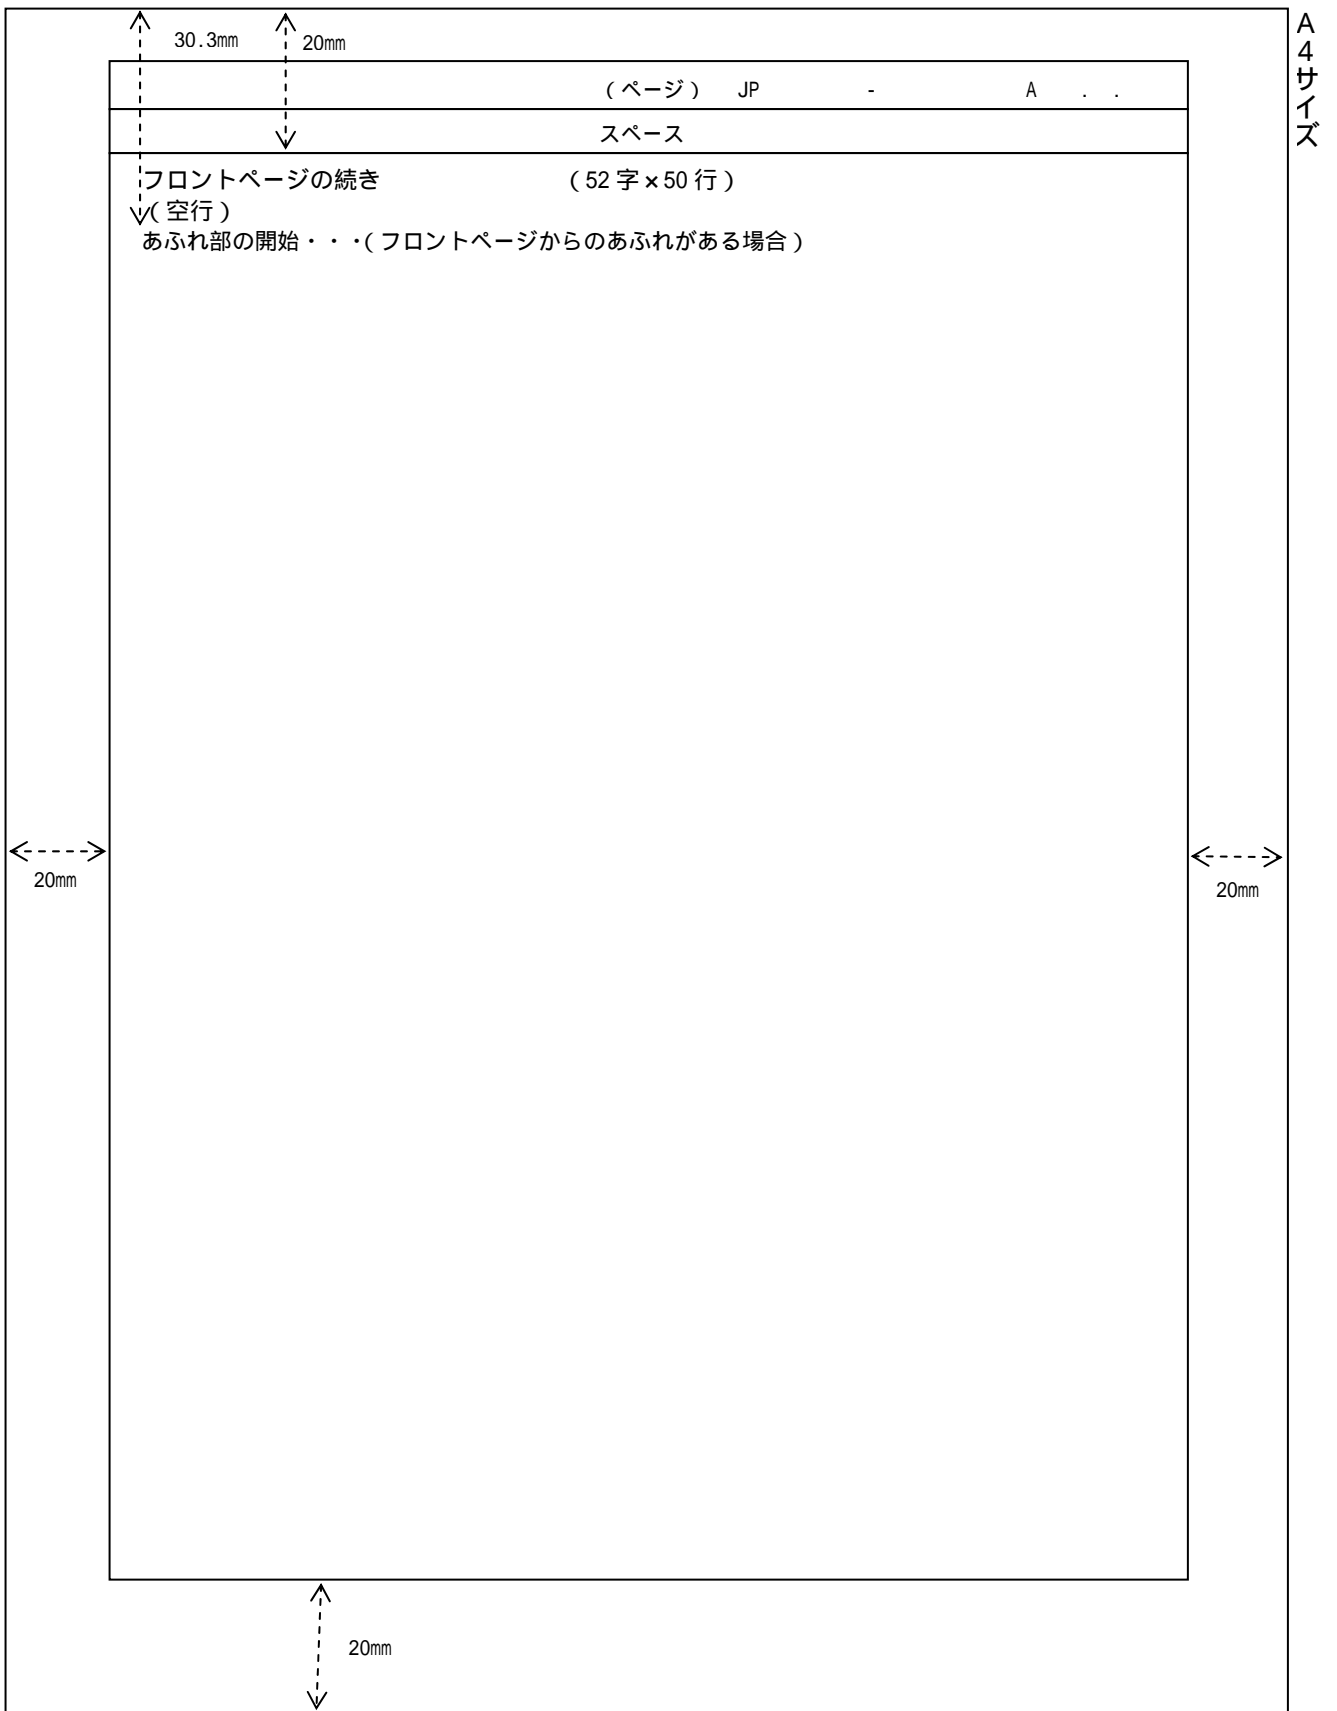 A4サイズ
30.3㎜ 20㎜
(ページ) JP - A . .
スペース
フロントページの続き (52字×50行)
(空行)
あふれ部の開始・・・(フロントページからのあふれがある場合)
20㎜
20㎜
20㎜